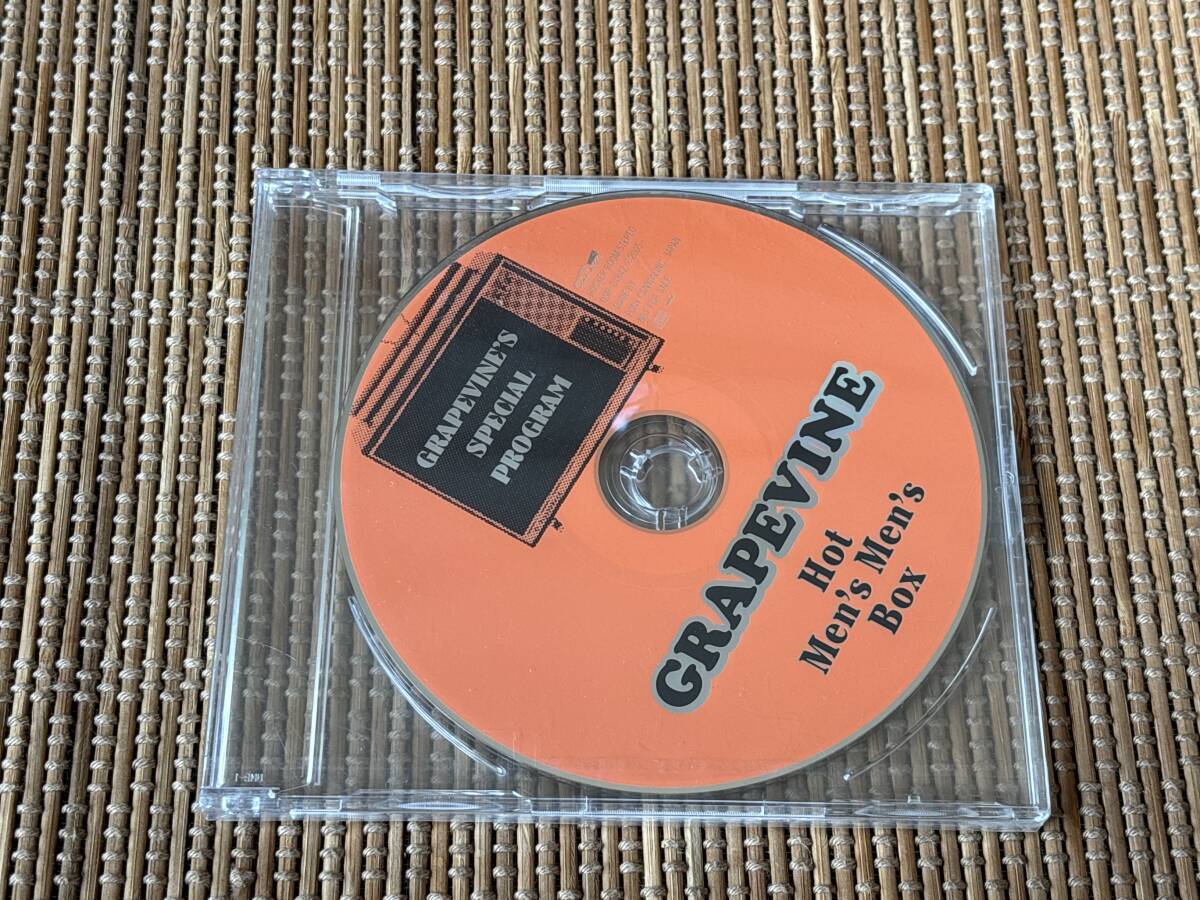 GRAPEVINE'S
SPECIAL
PROGRAM
GRAPEVINE
Hot
Men's Men's
Box